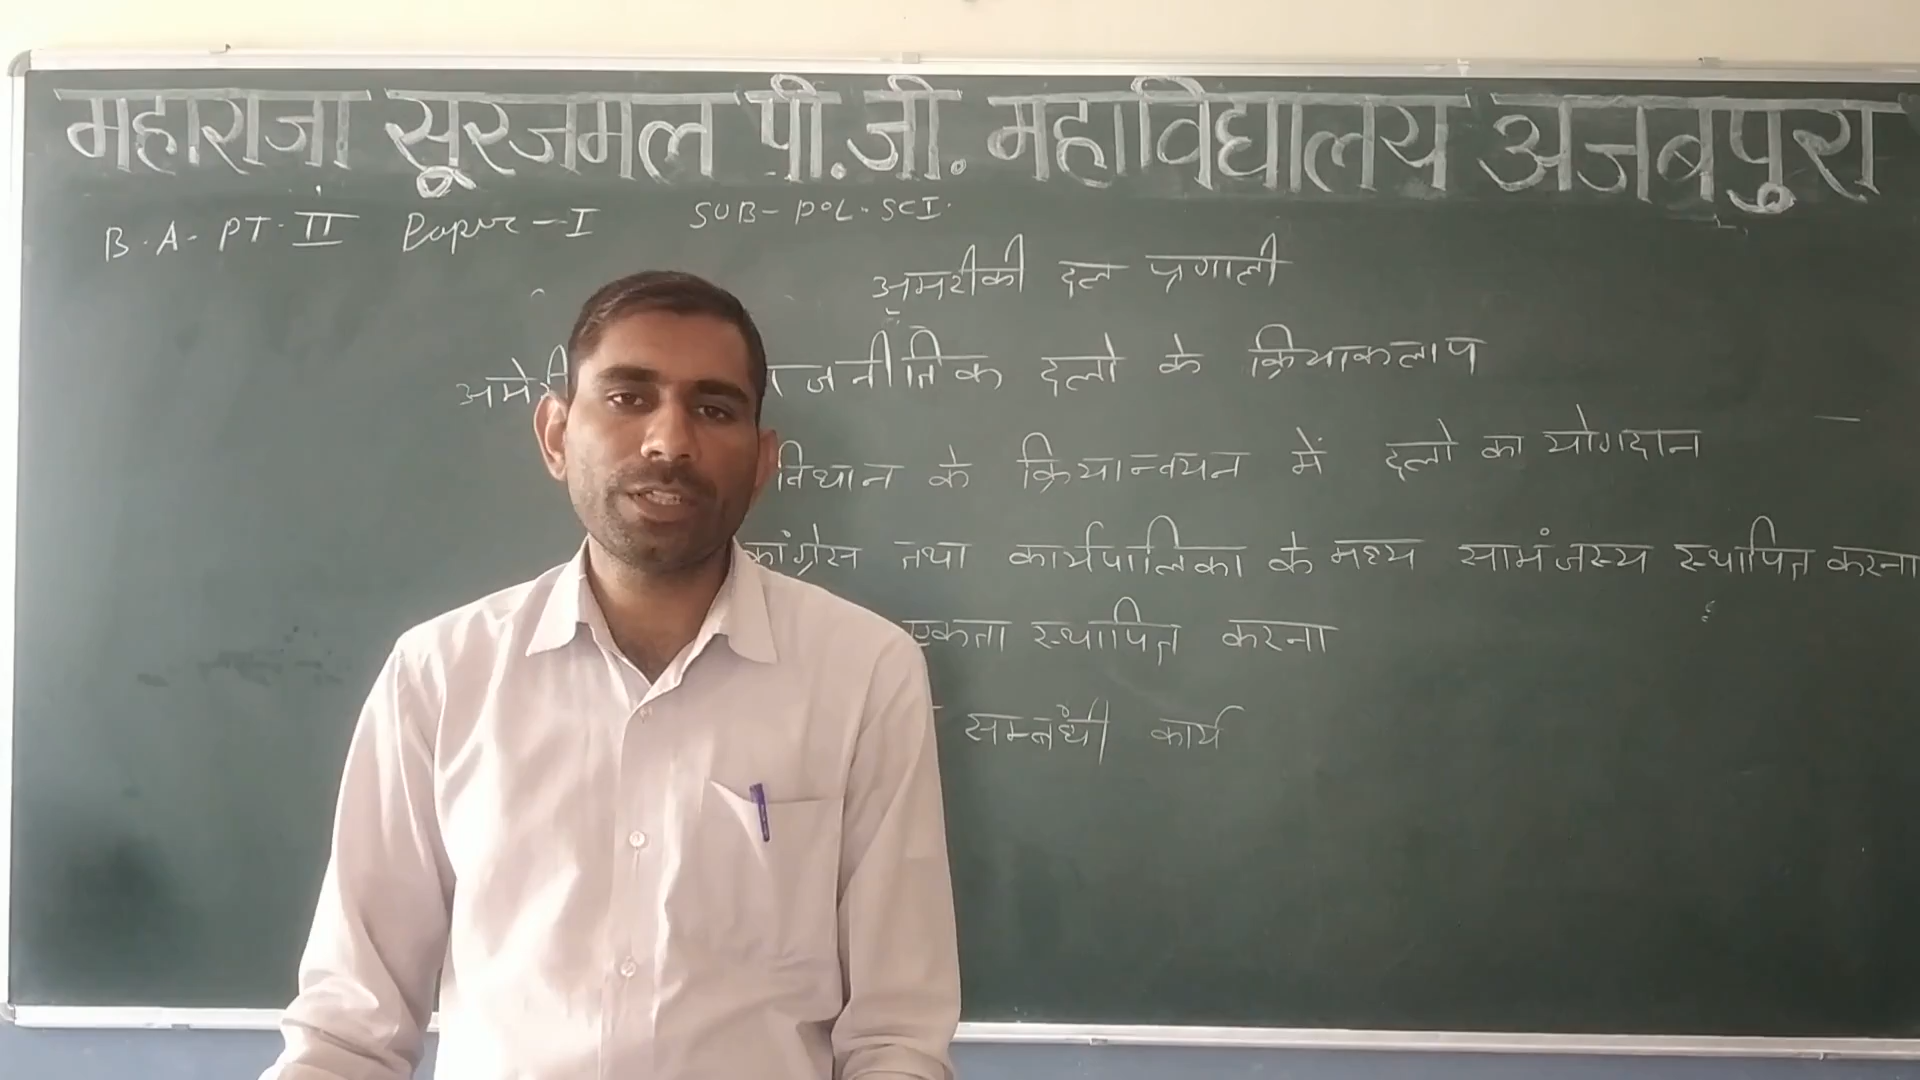 महाराजा सूरजमल पी.जी. महाविद्यालय अजबपुरा
B.A. PT-II Paper-I SUB-POL.SCI.
अमरीकी दल प्रणाली
राजनीतिक दलो के क्रियाकलाप
के क्रियान्वयन में दलो का योगदान
कांग्रेस तथा कार्यपालिका के मध्य सामंजस्य स्थापित करना
एकता स्थापित करना
सम्बंधी कार्य